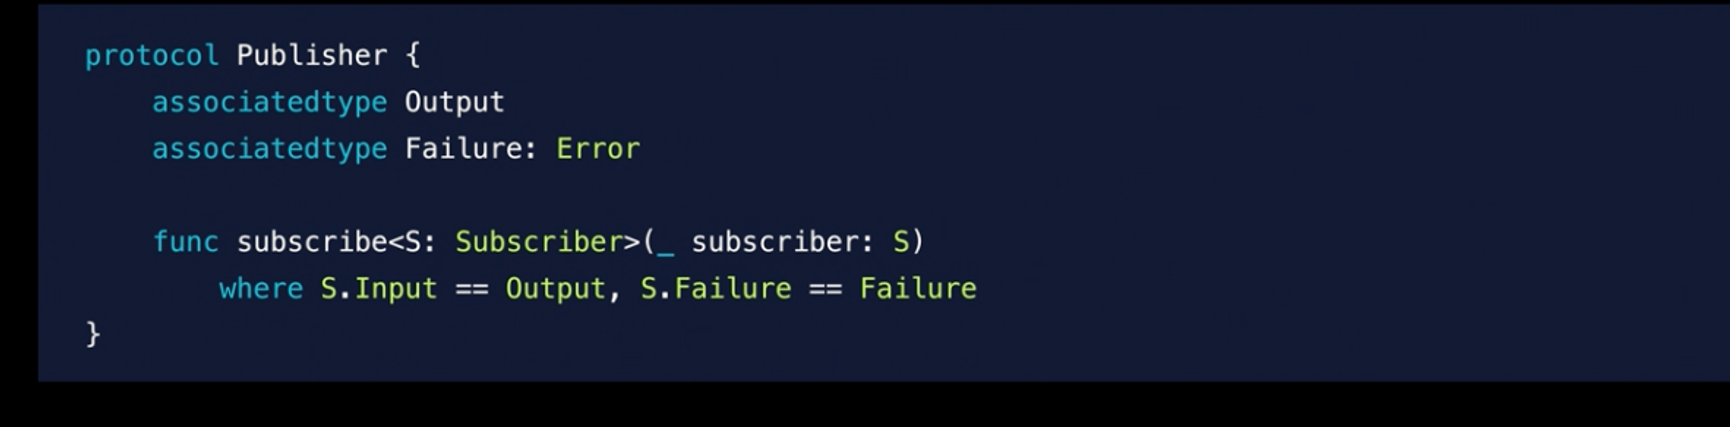 protocol Publisher {
    associatedtype Output
    associatedtype Failure: Error

    func subscribe<S: Subscriber>(_ subscriber: S)
        where S.Input == Output, S.Failure == Failure
}